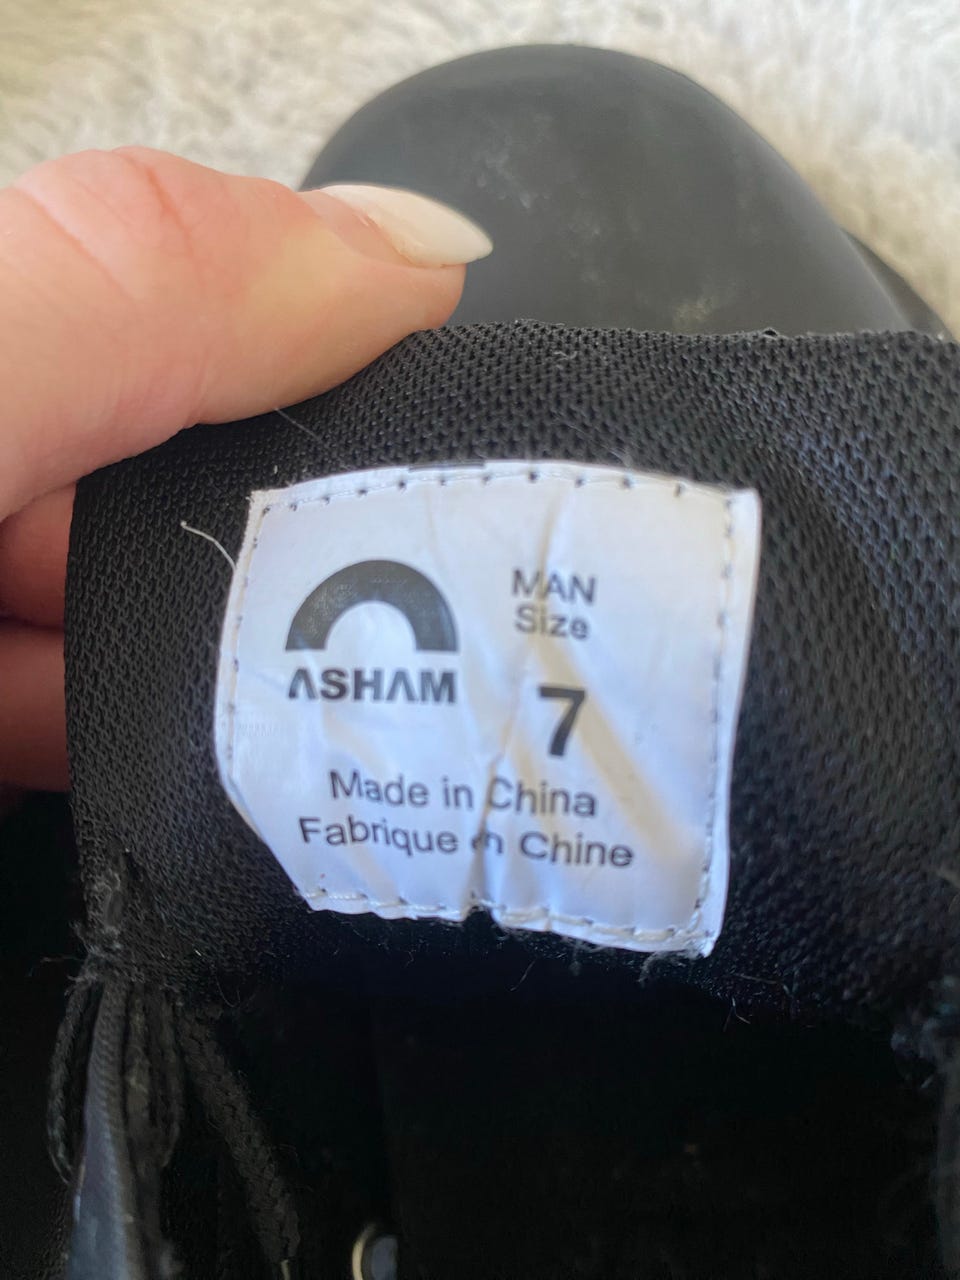 ASHAM
MAN
Size
7
Made in China
Fabrique en Chine